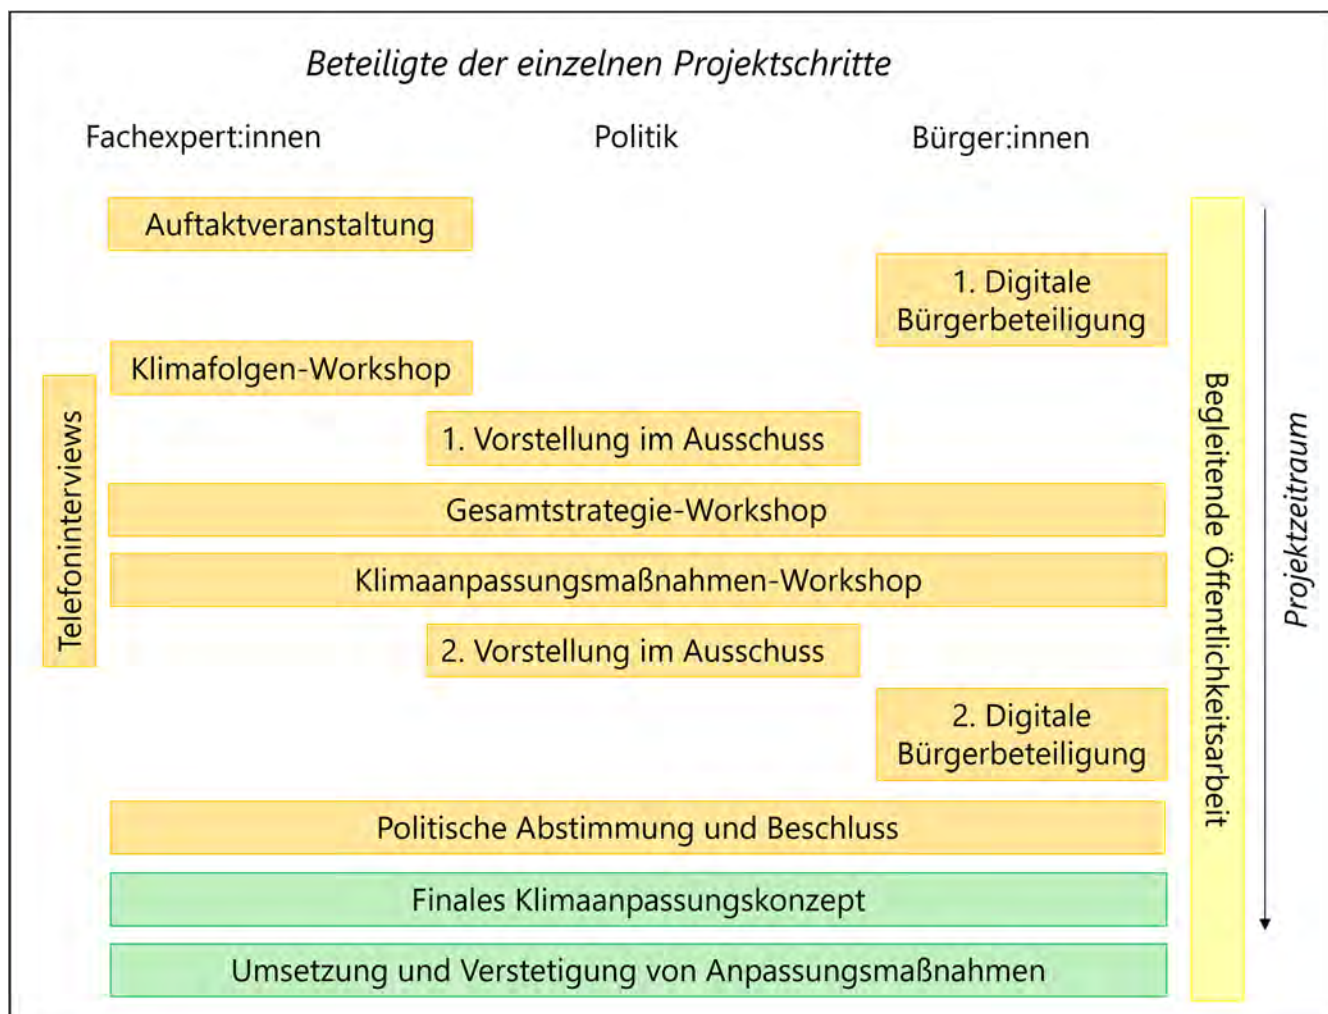 Beteiligte der einzelnen Projektschritte
Fachexpert:innen
Politik
Bürger:innen
Auftaktveranstaltung
1. Digitale
Bürgerbeteiligung
Klimafolgen-Workshop
Telefoninterviews
1. Vorstellung im Ausschuss
Gesamtstrategie-Workshop
Klimaanpassungsmaßnahmen-Workshop
2. Vorstellung im Ausschuss
2. Digitale
Bürgerbeteiligung
Politische Abstimmung und Beschluss
Finales Klimaanpassungskonzept
Umsetzung und Verstetigung von Anpassungsmaßnahmen
Begleitende Öffentlichkeitsarbeit
Projektzeitraum